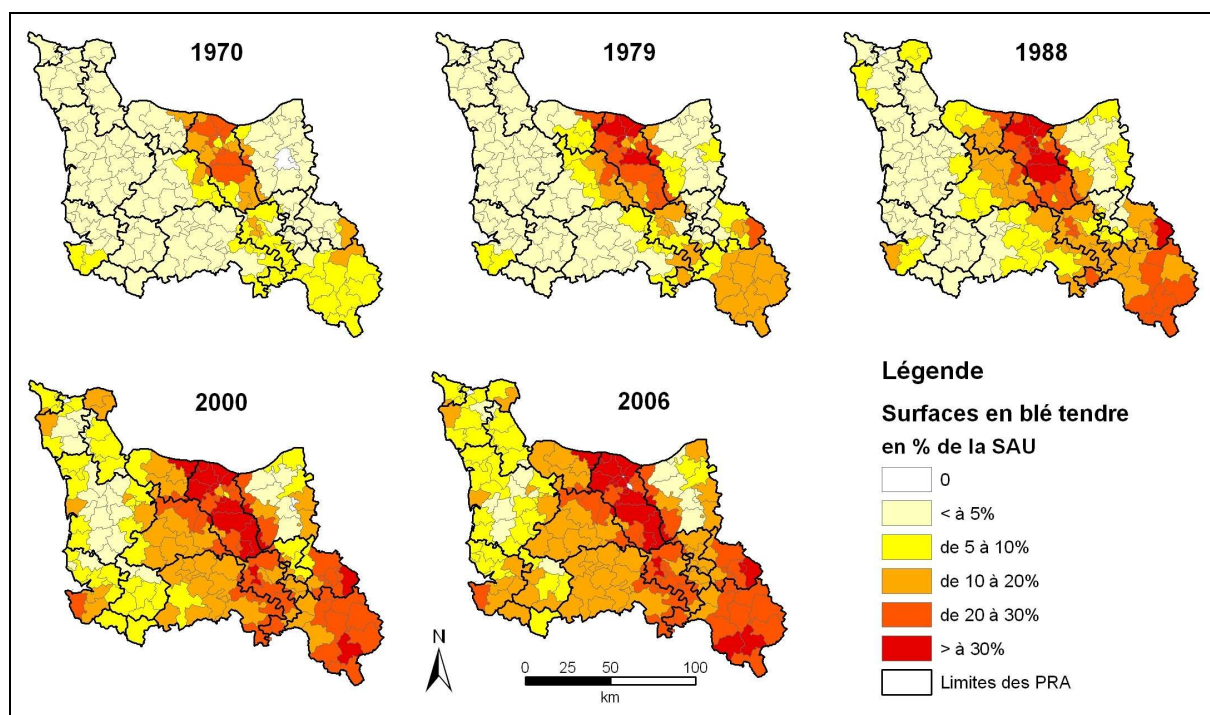 1970
1979
1988
2000
2006
Légende
Surfaces en blé tendre
en % de la SAU
0
< à 5%
de 5 à 10%
de 10 à 20%
de 20 à 30%
> à 30%
Limites des PRA
N
0 25 50 100
km